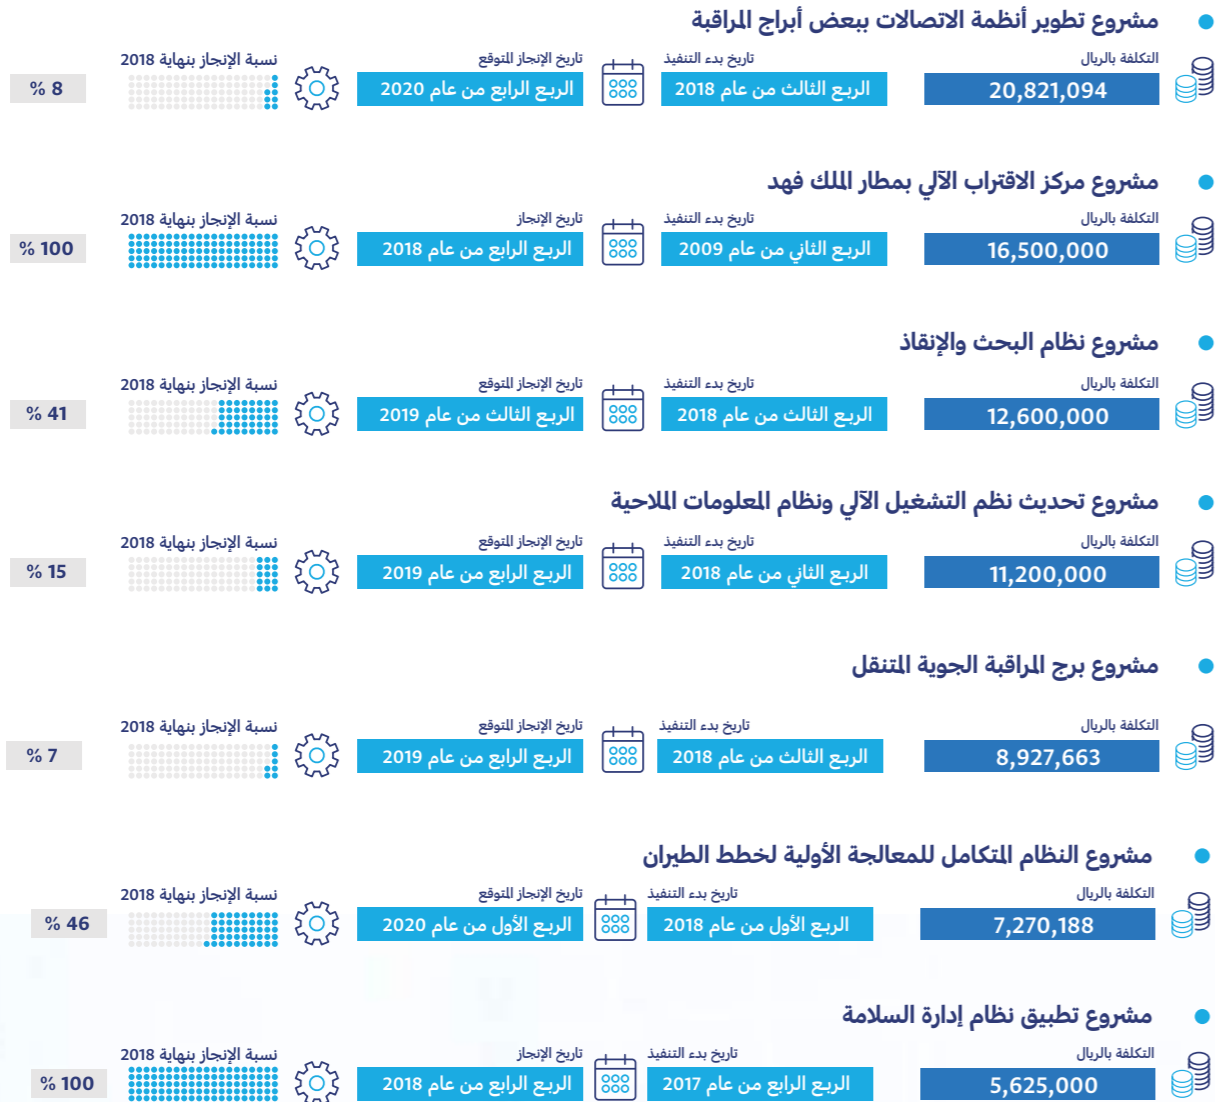 مشروع تطوير أنظمة الاتصالات ببعض أبراج المراقبة
التكلفة بالريال
20,821,094
تاريخ بدء التنفيذ
الربع الثالث من عام 2018
تاريخ الإنجاز المتوقع
الربع الرابع من عام 2020
نسبة الإنجاز بنهاية 2018
% 8
مشروع مركز الاقتراب الآلي بمطار الملك فهد
التكلفة بالريال
16,500,000
تاريخ بدء التنفيذ
الربع الثاني من عام 2009
تاريخ الإنجاز
الربع الرابع من عام 2018
نسبة الإنجاز بنهاية 2018
% 100
مشروع نظام البحث والإنقاذ
التكلفة بالريال
12,600,000
تاريخ بدء التنفيذ
الربع الثالث من عام 2018
تاريخ الإنجاز المتوقع
الربع الثالث من عام 2019
نسبة الإنجاز بنهاية 2018
% 41
مشروع تحديث نظم التشغيل الآلي ونظام المعلومات الملاحية
التكلفة بالريال
11,200,000
تاريخ بدء التنفيذ
الربع الثاني من عام 2018
تاريخ الإنجاز المتوقع
الربع الرابع من عام 2019
نسبة الإنجاز بنهاية 2018
% 15
مشروع برج المراقبة الجوية المتنقل
التكلفة بالريال
8,927,663
تاريخ بدء التنفيذ
الربع الثالث من عام 2018
تاريخ الإنجاز المتوقع
الربع الرابع من عام 2019
نسبة الإنجاز بنهاية 2018
% 7
مشروع النظام المتكامل للمعالجة الأولية لخطط الطيران
التكلفة بالريال
7,270,188
تاريخ بدء التنفيذ
الربع الأول من عام 2018
تاريخ الإنجاز المتوقع
الربع الأول من عام 2020
نسبة الإنجاز بنهاية 2018
% 46
مشروع تطبيق نظام إدارة السلامة
التكلفة بالريال
5,625,000
تاريخ بدء التنفيذ
الربع الرابع من عام 2017
تاريخ الإنجاز
الربع الرابع من عام 2018
نسبة الإنجاز بنهاية 2018
% 100